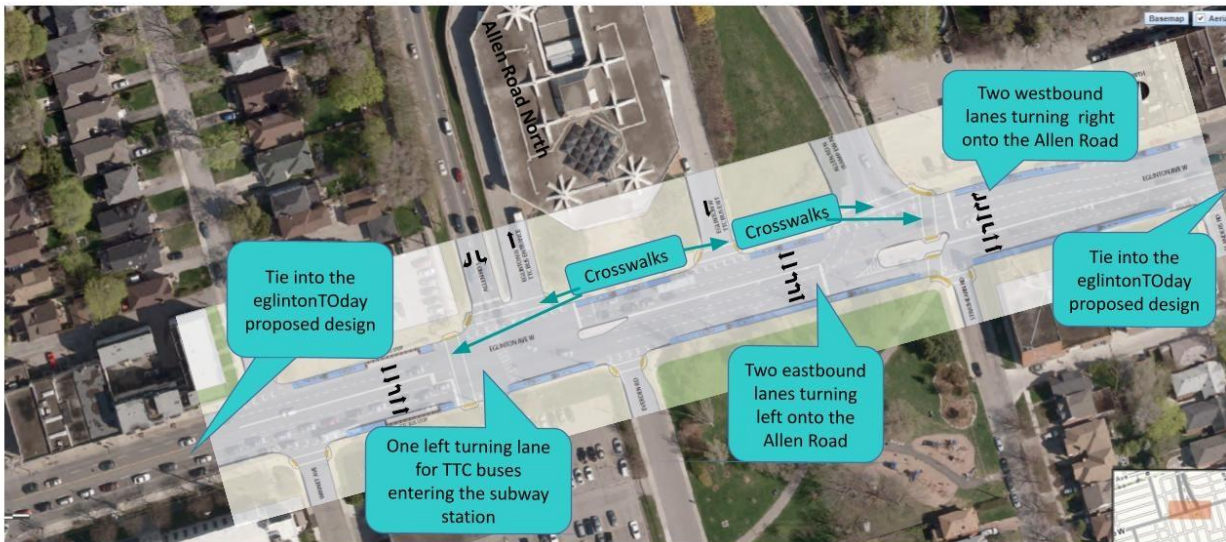 Basemap
Allen Road North
Two westbound
lanes turning right
onto the Allen Road
EGLINTON AVE W
Crosswalks
Crosswalks
Tie into the
eglintonTOday
proposed design
Tie into the
eglintonTOday
proposed design
EGLINTON AVE W
Two eastbound
lanes turning
left onto the
Allen Road
One left turning lane
for TTC buses
entering the subway
station